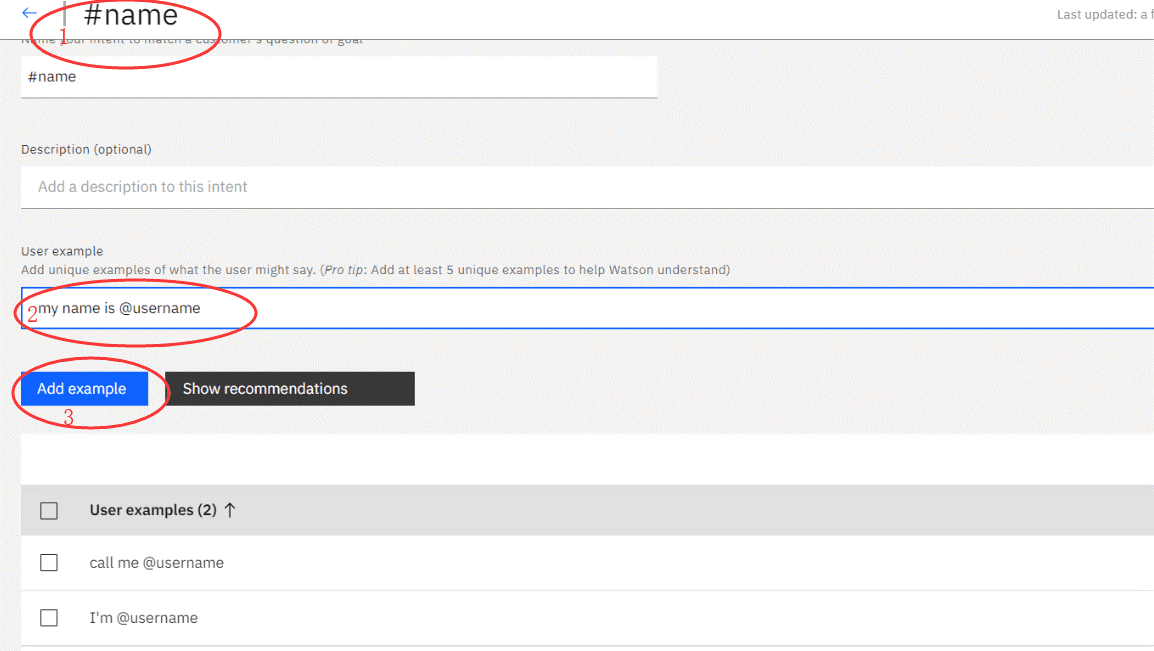 ← #name
Last updated: a f
1
Name your intent to match a customer's question or goal
#name
Description (optional)
Add a description to this intent
User example
Add unique examples of what the user might say. (Pro tip: Add at least 5 unique examples to help Watson understand)
2 my name is @username
Add example
Show recommendations
3
User examples (2) ↑
call me @username
I'm @username